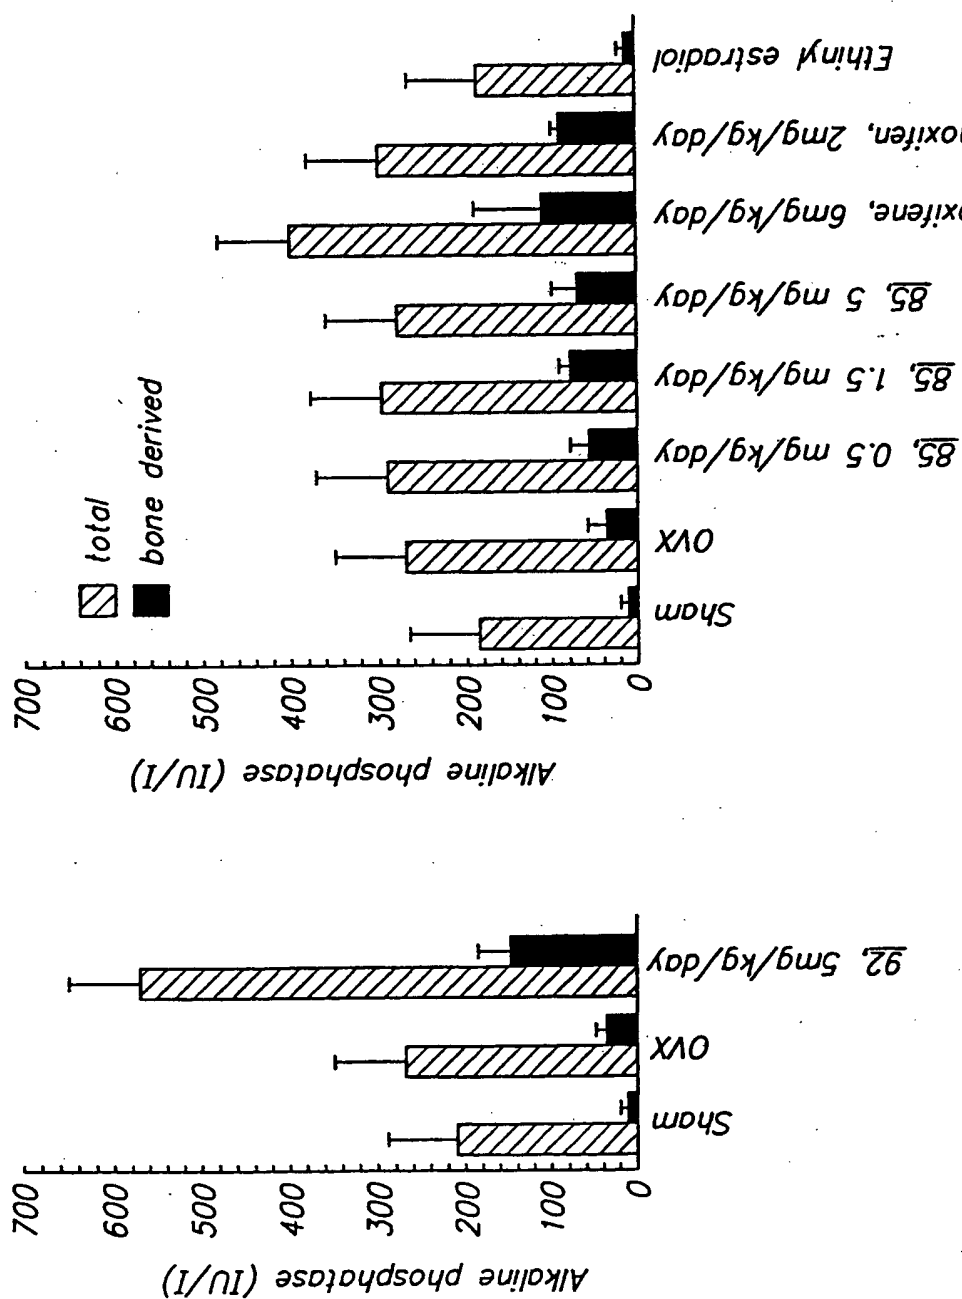 Alkaline phosphatase (IU/I)
700
600
500
400
300
200
100
0
Sham
OVX
92, 5mg/kg/day
Alkaline phosphatase (IU/I)
700
600
500
400
300
200
100
0
total
bone derived
Sham
OVX
85, 0.5 mg/kg/day
85, 1.5 mg/kg/day
85, 5 mg/kg/day
oxifene, 6mg/kg/day
noxifen, 2mg/kg/day
Ethinyl estradiol